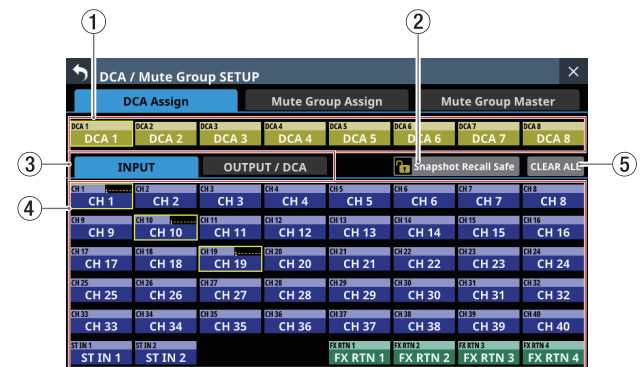 1 2
DCA / Mute Group SETUP ×
DCA Assign Mute Group Assign Mute Group Master
DCA 1 DCA 2 DCA 3 DCA 4 DCA 5 DCA 6 DCA 7 DCA 8
DCA 1 DCA 2 DCA 3 DCA 4 DCA 5 DCA 6 DCA 7 DCA 8
3 INPUT OUTPUT / DCA Snapshot Recall Safe CLEAR ALL 5
CH 1 CH 2 CH 3 CH 4 CH 5 CH 6 CH 7 CH 8
4 CH 1 CH 2 CH 3 CH 4 CH 5 CH 6 CH 7 CH 8
CH 9 CH 10 CH 11 CH 12 CH 13 CH 14 CH 15 CH 16
CH 9 CH 10 CH 11 CH 12 CH 13 CH 14 CH 15 CH 16
CH 17 CH 18 CH 19 CH 20 CH 21 CH 22 CH 23 CH 24
CH 17 CH 18 CH 19 CH 20 CH 21 CH 22 CH 23 CH 24
CH 25 CH 26 CH 27 CH 28 CH 29 CH 30 CH 31 CH 32
CH 25 CH 26 CH 27 CH 28 CH 29 CH 30 CH 31 CH 32
CH 33 CH 34 CH 35 CH 36 CH 37 CH 38 CH 39 CH 40
CH 33 CH 34 CH 35 CH 36 CH 37 CH 38 CH 39 CH 40
ST IN 1 ST IN 2 FX RTN 1 FX RTN 2 FX RTN 3 FX RTN 4
ST IN 1 ST IN 2 FX RTN 1 FX RTN 2 FX RTN 3 FX RTN 4